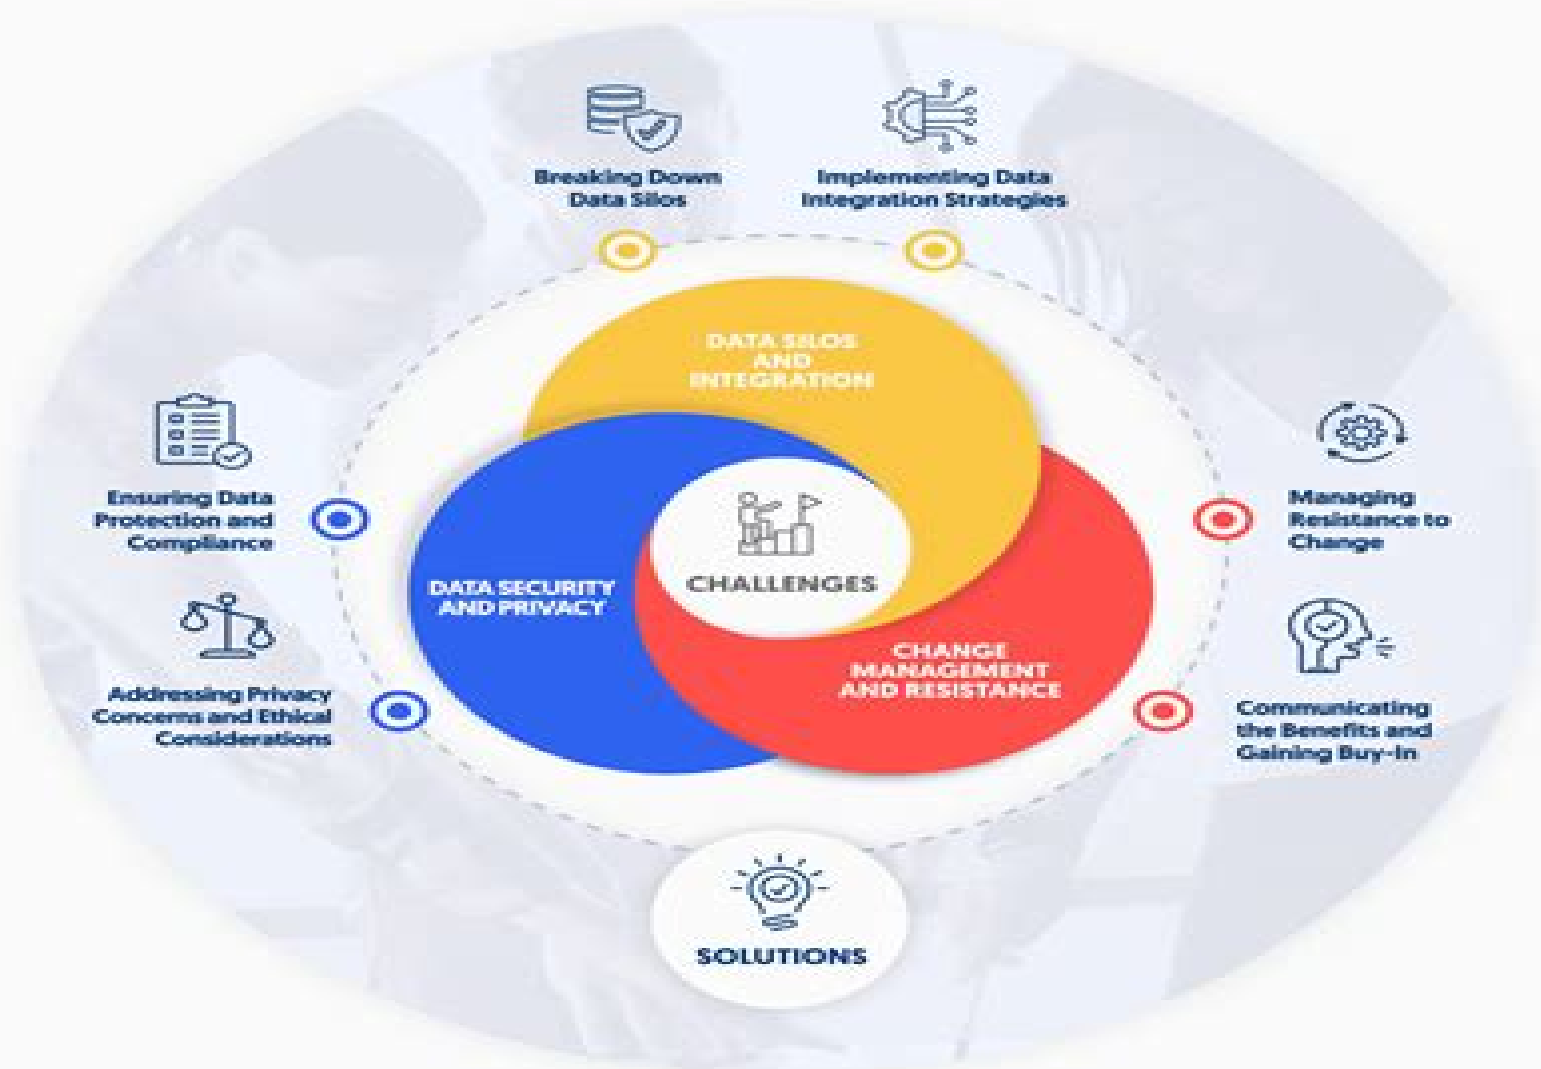 Breaking Down
Data Silos
Implementing Data
Integration Strategies
DATA SILOS
AND
INTEGRATION
Ensuring Data
Protection and
Compliance
Managing
Resistance to
Change
CHALLENGES
DATA SECURITY
AND PRIVACY
CHANGE
MANAGEMENT
AND RESISTANCE
Addressing Privacy
Concerns and Ethical
Considerations
Communicating
the Benefits and
Gaining Buy-In
SOLUTIONS